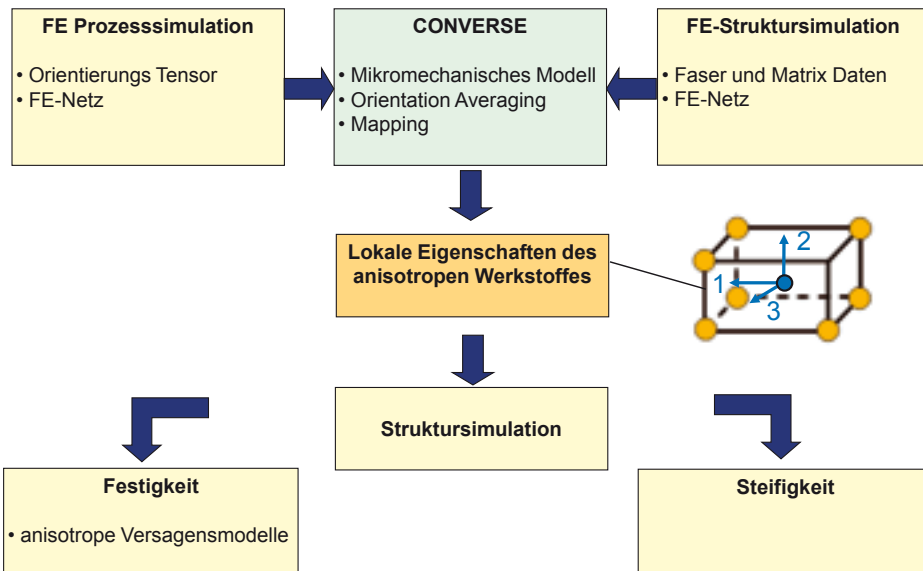 FE Prozesssimulation
• Orientierungs Tensor
• FE-Netz
CONVERSE
• Mikromechanisches Modell
• Orientation Averaging
• Mapping
FE-Struktursimulation
• Faser und Matrix Daten
• FE-Netz
Lokale Eigenschaften des
anisotropen Werkstoffes
2
1
3
Struktursimulation
Festigkeit
• anisotrope Versagensmodelle
Steifigkeit